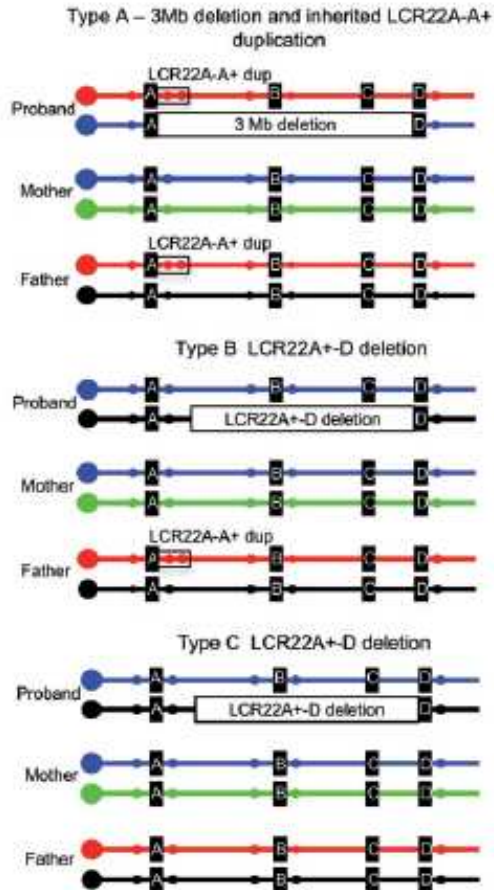 Type A – 3Mb deletion and inherited LCR22A-A+
duplication
LCR22A-A+ dup
Proband
A B C D
A 3 Mb deletion D
Mother
A B C D
A B C D
LCR22A-A+ dup
Father
A B C D
A B C D
Type B LCR22A+-D deletion
Proband
A B C D
A LCR22A+-D deletion D
Mother
A B C D
A B C D
LCR22A-A+ dup
Father
A B C D
A B C D
Type C LCR22A+-D deletion
Proband
A B C D
A LCR22A+-D deletion D
Mother
A B C D
A B C D
Father
A B C D
A B C D